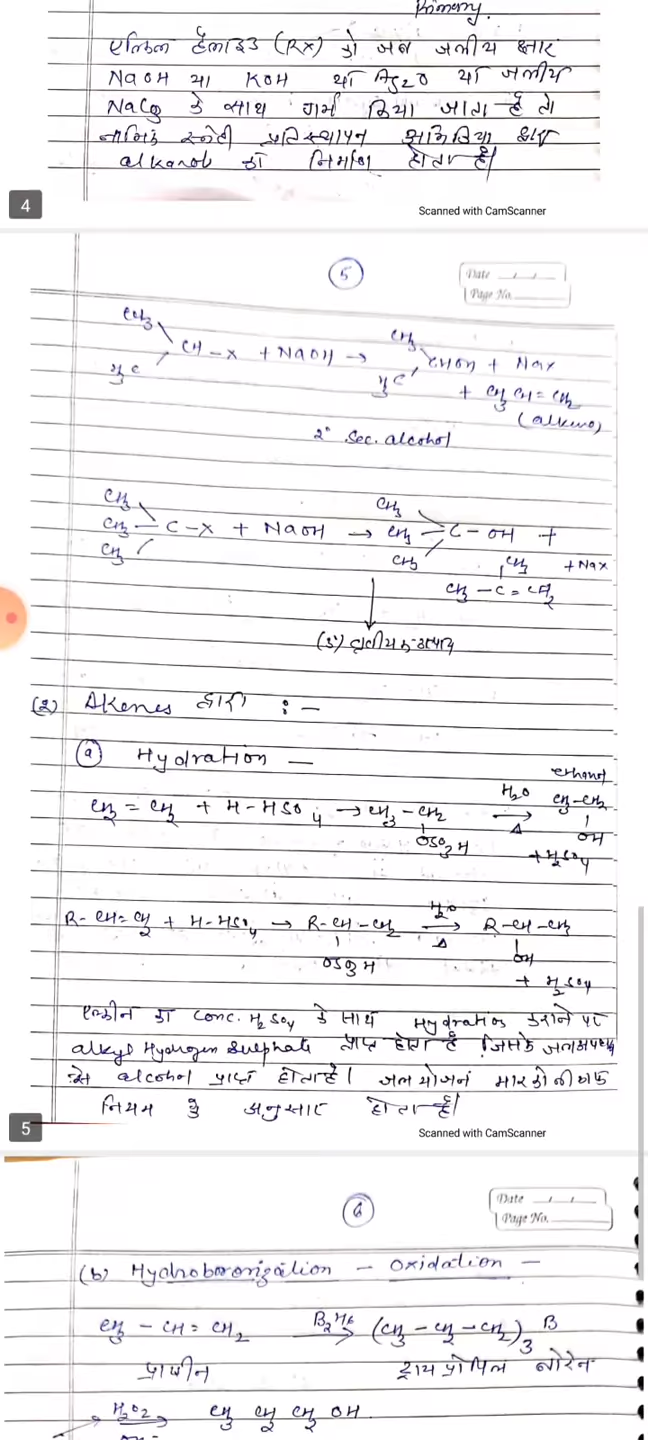 Primary.
एल्किल हैलाइड (RX) को जब जलीय क्षार
NaOH या KOH या Ag2O या जलीय
के साथ गर्म किया जाता है तो
प्रतिस्थापन अभिक्रिया द्वारा
alkanol का निर्माण होता है।
4
Scanned with CamScanner
5
Date
Page No.
CH3
CH-X + NaOH → CH3 CHOH + NaX
H3C H3C + CH3 CH=CH2
(alkene)
2° Sec. alcohol
CH3 CH3
CH3 C-X + NaOH → CH3 C-OH +
CH3 CH3 CH3 + NaX
CH3-C=CH2
(3°) तृतीयक-उत्पाद
(2) Alkenes द्वारा :-
(a) Hydration -
ethanol
CH2=CH2 + H-HSO4 → CH3-CH2 H2O Δ → CH3-CH2
OSO3H OH
+ H2SO4
R-CH=CH2 + H-HSO4 → R-CH-CH3 H2O Δ → R-CH-CH3
OSO3H OH
+ H2SO4
एल्कीन का conc. H2SO4 के साथ Hydration कराने पर
alkyl Hydrogen Sulphate प्राप्त होता है जिसके जलअपघटन
से alcohol प्राप्त होता है। जल योजन मारकोनीकॉफ
नियम के अनुसार होता है।
5
Scanned with CamScanner
6
Date
Page No.
(b) Hydroboronization - Oxidation -
CH3-CH=CH2 B2H6 → (CH3-CH2-CH2)3 B
प्रोपीन ट्राय प्रोपिल बोरेन
H2O2 → CH3 CH2 CH2 OH